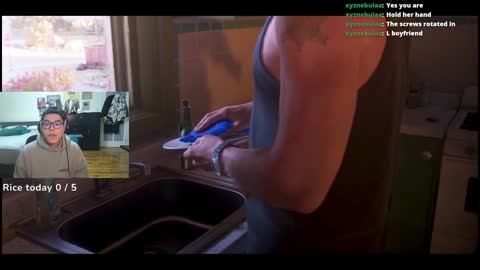 xyznebulaa: Yes you are
xyznebulaa: Hold her hand
xyznebulaa: The screws rotated in
xyznebulaa: L boyfriend
Rice today 0 / 5